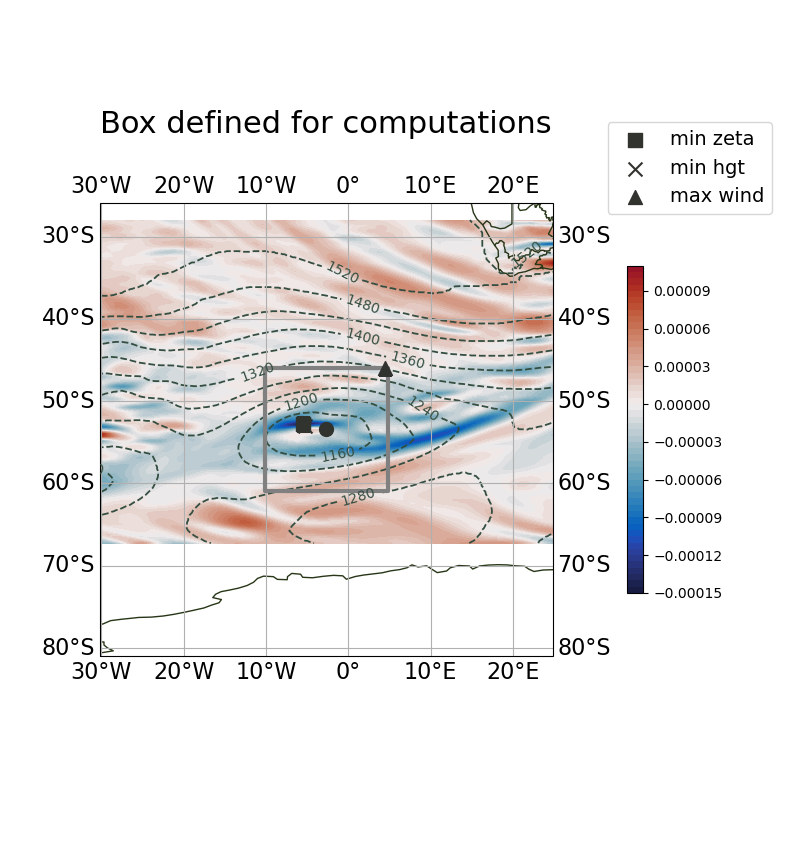 Box defined for computations
min zeta
min hgt
max wind
30°W 20°W 10°W 0° 10°E 20°E
30°S 30°S
40°S 40°S
50°S 50°S
60°S 60°S
70°S 70°S
80°S 80°S
30°W 20°W 10°W 0° 10°E 20°E
1520
1520
1480
1400
1360
1320
1200
1240
1160
1280
0.00009
0.00006
0.00003
0.00000
−0.00003
−0.00006
−0.00009
−0.00012
−0.00015